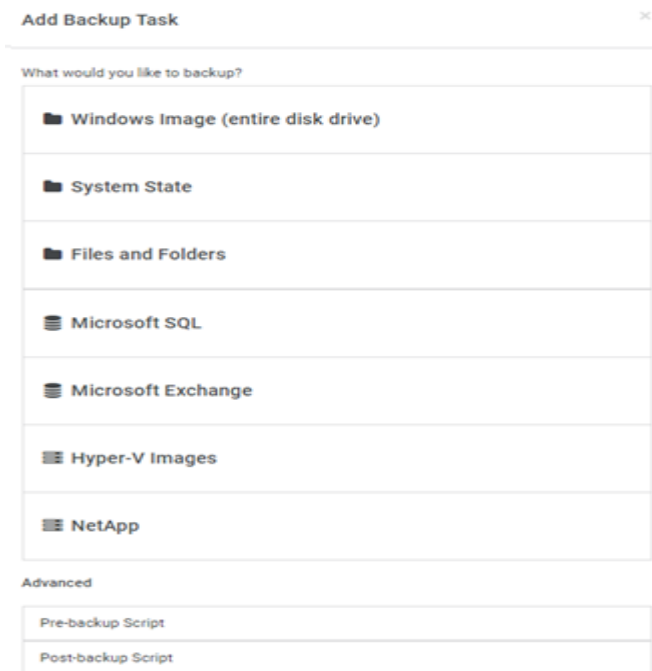 Add Backup Task
×
What would you like to backup?
Windows Image (entire disk drive)
System State
Files and Folders
Microsoft SQL
Microsoft Exchange
Hyper-V Images
NetApp
Advanced
Pre-backup Script
Post-backup Script